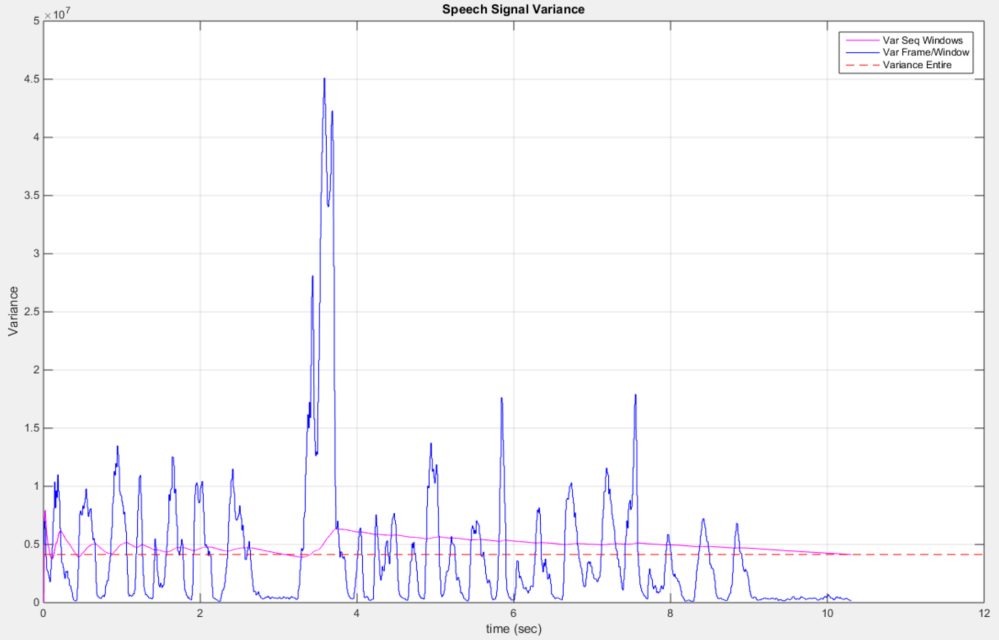 Speech Signal Variance
×10^7
5
4.5
4
3.5
3
2.5
2
1.5
1
0.5
0
Variance
Var Seq Windows
Var Frame/Window
Variance Entire
0 2 4 6 8 10 12
time (sec)